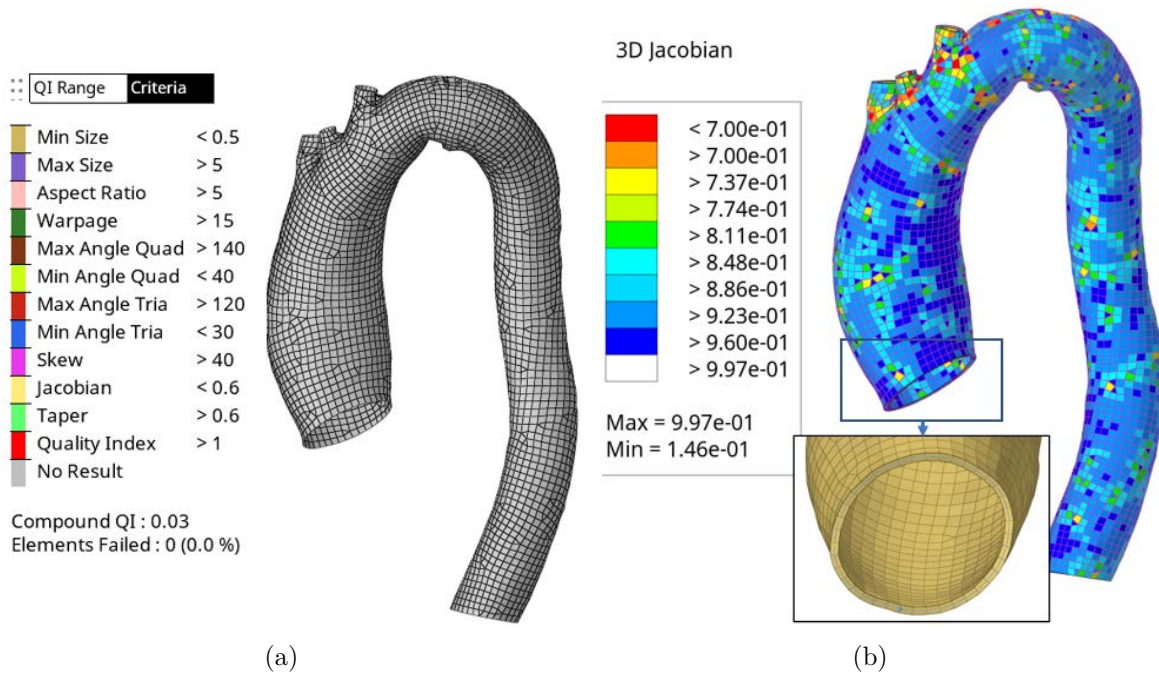 QI Range Criteria
Min Size < 0.5
Max Size > 5
Aspect Ratio > 5
Warpage > 15
Max Angle Quad > 140
Min Angle Quad < 40
Max Angle Tria > 120
Min Angle Tria < 30
Skew > 40
Jacobian < 0.6
Taper > 0.6
Quality Index > 1
No Result
Compound QI : 0.03
Elements Failed : 0 (0.0 %)
(a)
3D Jacobian
< 7.00e-01
> 7.00e-01
> 7.37e-01
> 7.74e-01
> 8.11e-01
> 8.48e-01
> 8.86e-01
> 9.23e-01
> 9.60e-01
> 9.97e-01
Max = 9.97e-01
Min = 1.46e-01
(b)